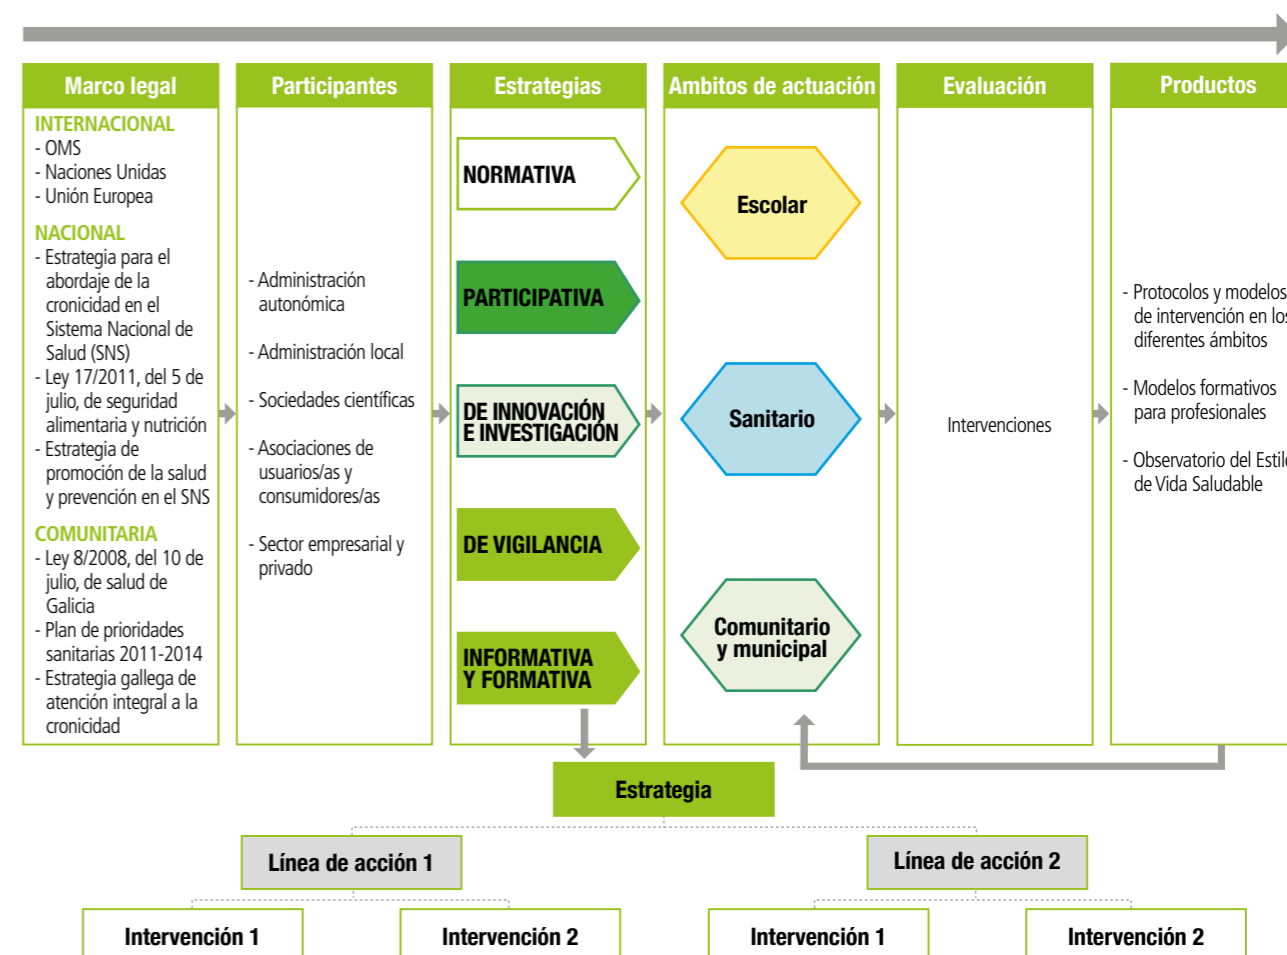 Marco legal
INTERNACIONAL
- OMS
- Naciones Unidas
- Unión Europea
NACIONAL
- Estrategia para el
abordaje de la
cronicidad en el
Sistema Nacional de
Salud (SNS)
- Ley 17/2011, del 5 de
julio, de seguridad
alimentaria y nutrición
- Estrategia de
promoción de la salud
y prevención en el SNS
COMUNITARIA
- Ley 8/2008, del 10 de
julio, de salud de
Galicia
- Plan de prioridades
sanitarias 2011-2014
- Estrategia gallega de
atención integral a la
cronicidad
Participantes
- Administración
autonómica
- Administración local
- Sociedades científicas
- Asociaciones de
usuarios/as y
consumidores/as
- Sector empresarial y
privado
Estrategias
NORMATIVA
PARTICIPATIVA
DE INNOVACIÓN
E INVESTIGACIÓN
DE VIGILANCIA
INFORMATIVA
Y FORMATIVA
Ambitos de actuación
Escolar
Sanitario
Comunitario
y municipal
Evaluación
Intervenciones
Productos
- Protocolos y modelos
de intervención en los
diferentes ámbitos
- Modelos formativos
para profesionales
- Observatorio del Estilo
de Vida Saludable
Estrategia
Línea de acción 1
Línea de acción 2
Intervención 1
Intervención 2
Intervención 1
Intervención 2